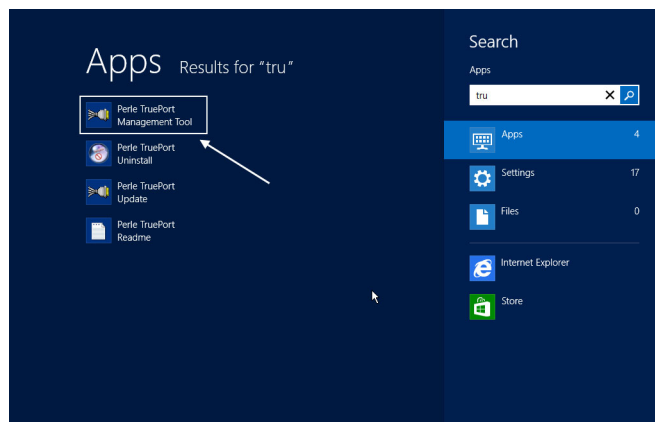 Apps Results for “tru”
Perle TruePort
Management Tool
Perle TruePort
Uninstall
Perle TruePort
Update
Perle TruePort
Readme
Search
Apps
tru
Apps 4
Settings 17
Files 0
Internet Explorer
Store